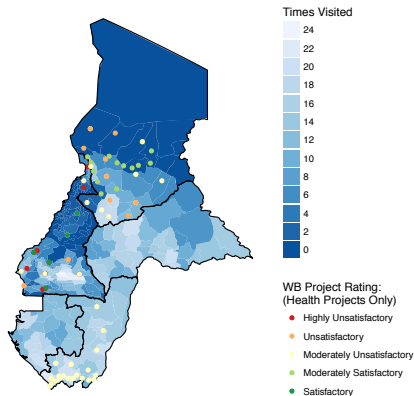 Times Visited
24
22
20
18
16
14
12
10
8
6
4
2
0
WB Project Rating:
(Health Projects Only)
Highly Unsatisfactory
Unsatisfactory
Moderately Unsatisfactory
Moderately Satisfactory
Satisfactory